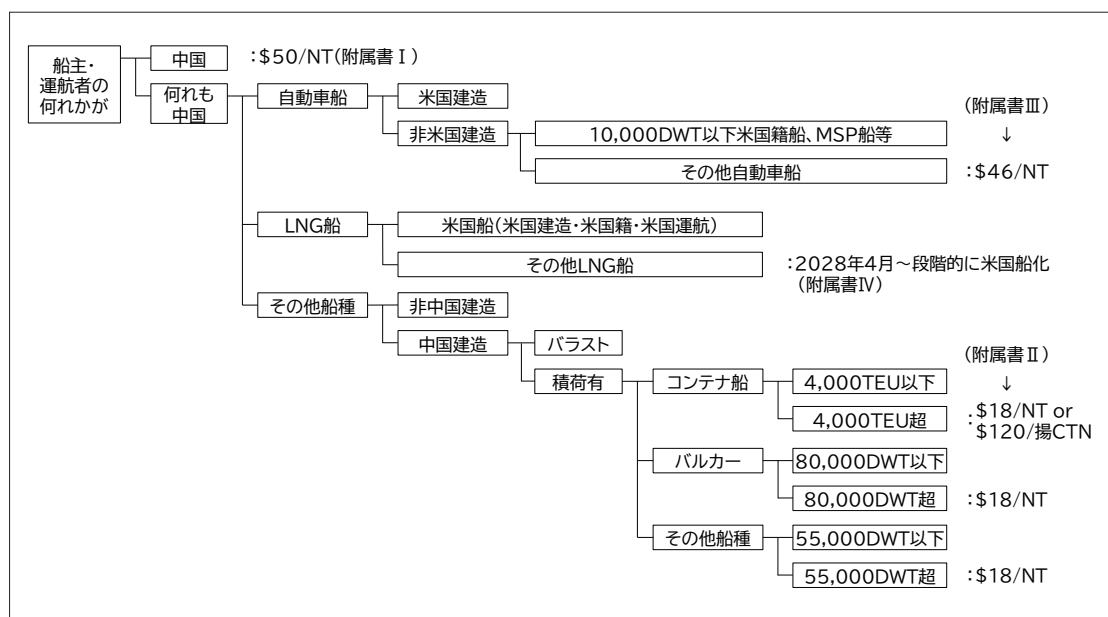 船主・
運航者の
何れかが
中国
:$50/NT(附属書Ⅰ)
何れも
中国
自動車船
米国建造
非米国建造
10,000DWT以下米国籍船、MSP船等
(附属書Ⅲ)
↓
その他自動車船
:$46/NT
LNG船
米国船(米国建造・米国籍・米国運航)
その他LNG船
:2028年4月～段階的に米国船化
(附属書Ⅳ)
その他船種
非中国建造
中国建造
バラスト
積荷有
コンテナ船
4,000TEU以下
(附属書Ⅱ)
↓
4,000TEU超
:$18/NT or
$120/揚CTN
バルカー
80,000DWT以下
80,000DWT超
:$18/NT
その他船種
55,000DWT以下
55,000DWT超
:$18/NT